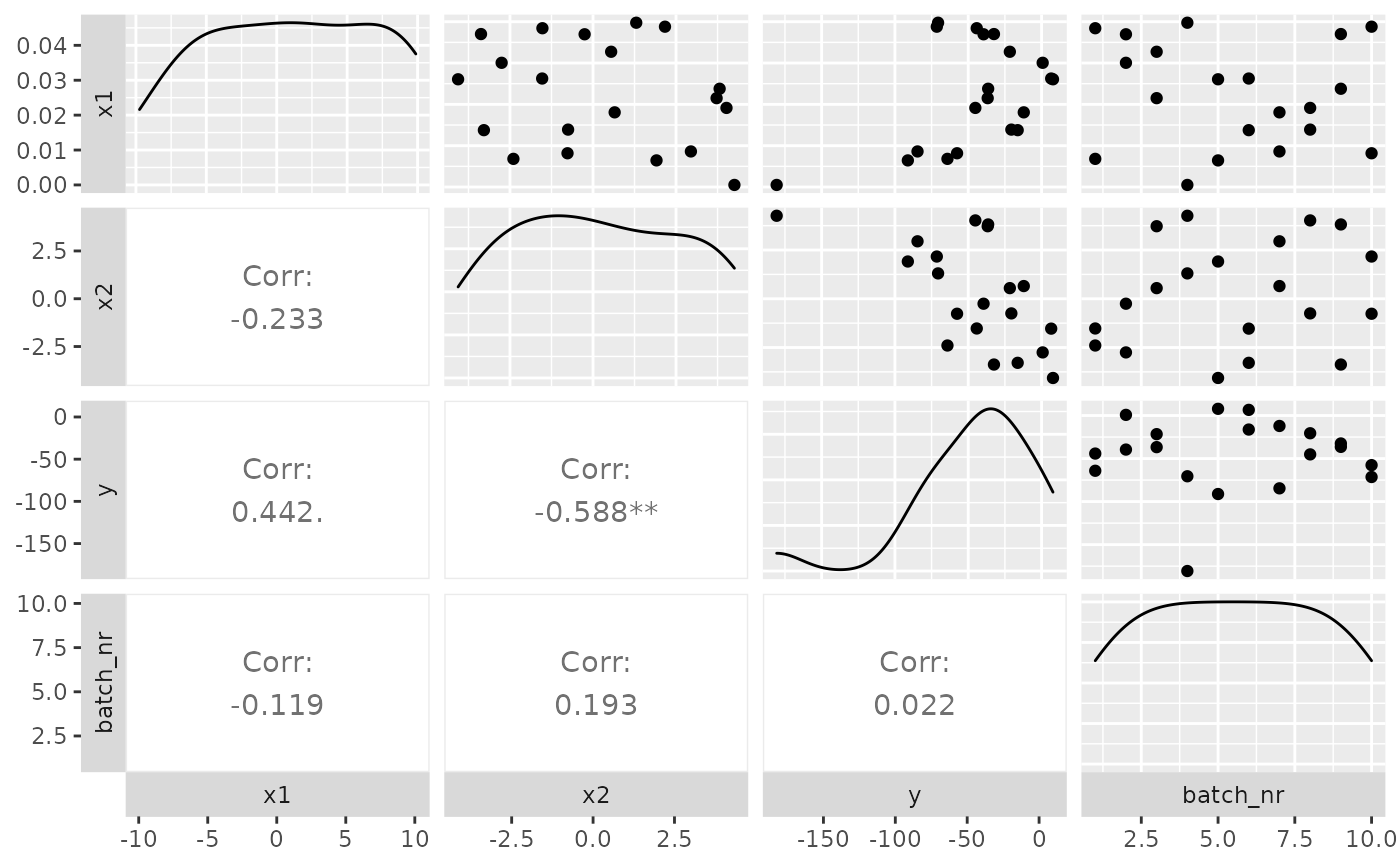 0.04
0.03
0.02
0.01
0.00
x1
2.5
0.0
-2.5
x2
Corr:
-0.233
0
-50
-100
-150
y
Corr:
0.442.
Corr:
-0.588**
10.0
7.5
5.0
2.5
batch_nr
Corr:
-0.119
Corr:
0.193
Corr:
0.022
x1
x2
y
batch_nr
-10 -5 0 5 10
-2.5 0.0 2.5
-150 -100 -50 0
2.5 5.0 7.5 10.0